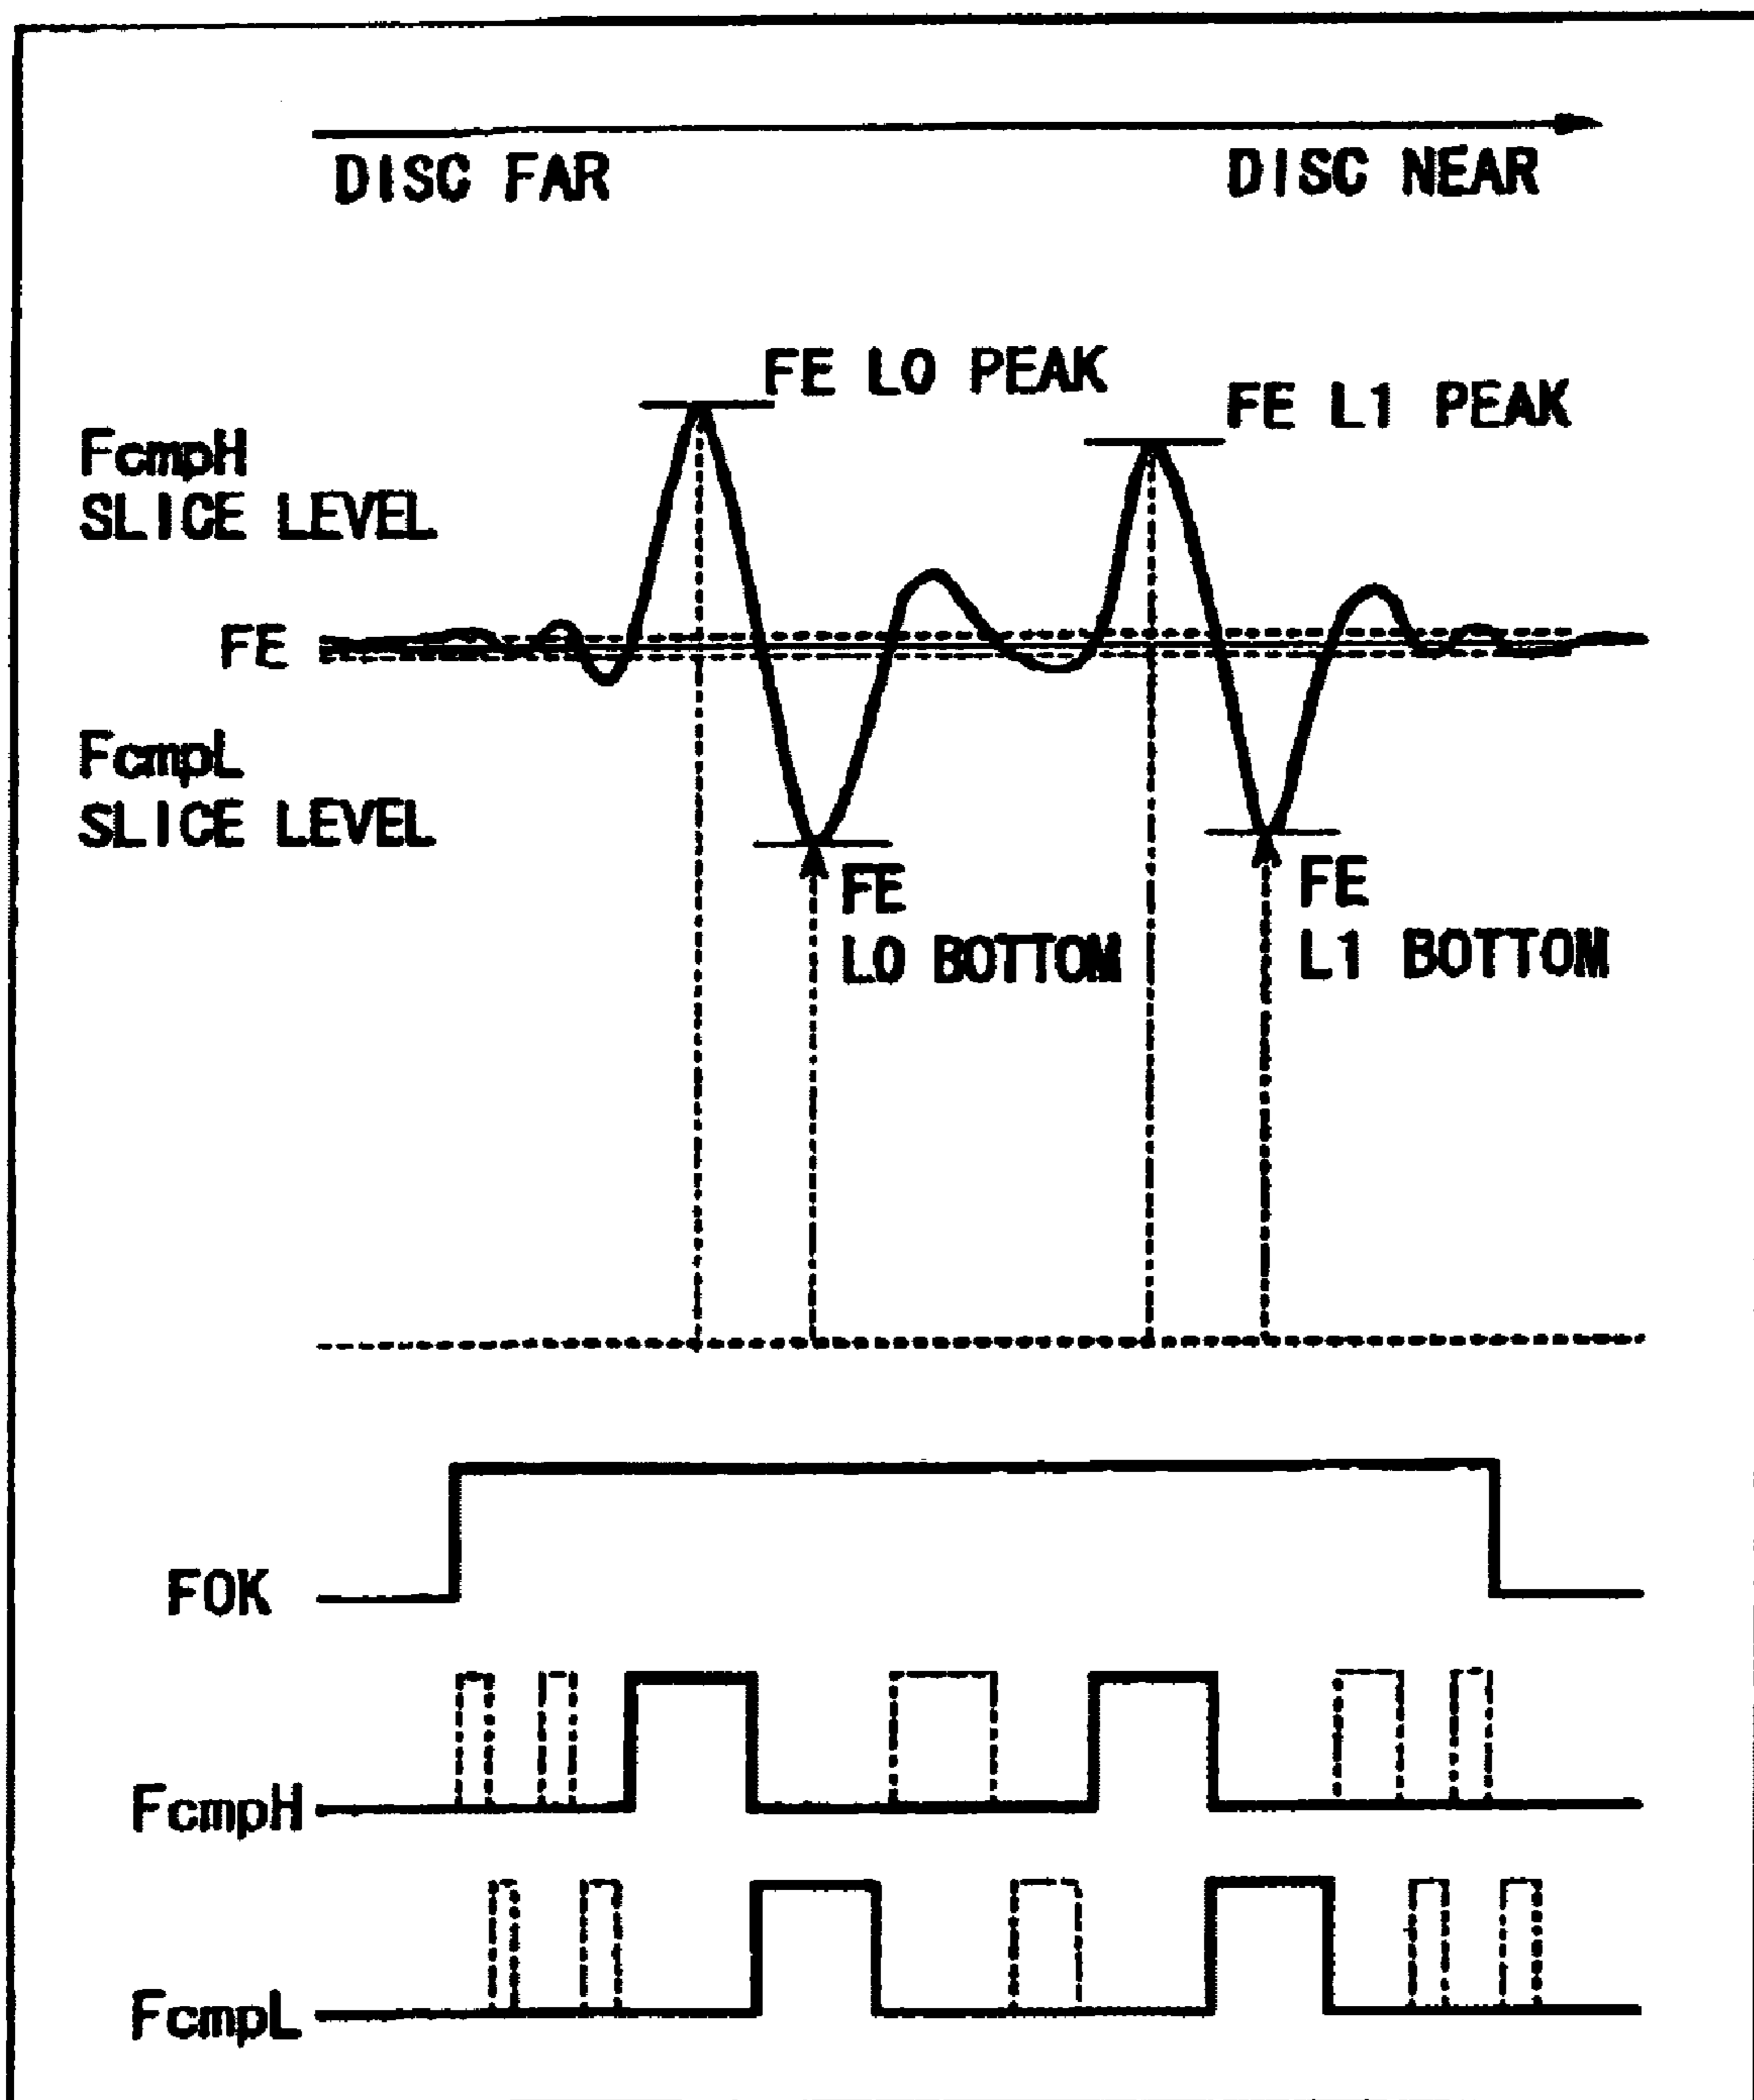 DISC FAR
DISC NEAR
FE L0 PEAK
FE L1 PEAK
FcmpH
SLICE LEVEL
FE
FcmpL
SLICE LEVEL
FE
L0 BOTTOM
FE
L1 BOTTOM
FOK
FcmpH
FcmpL